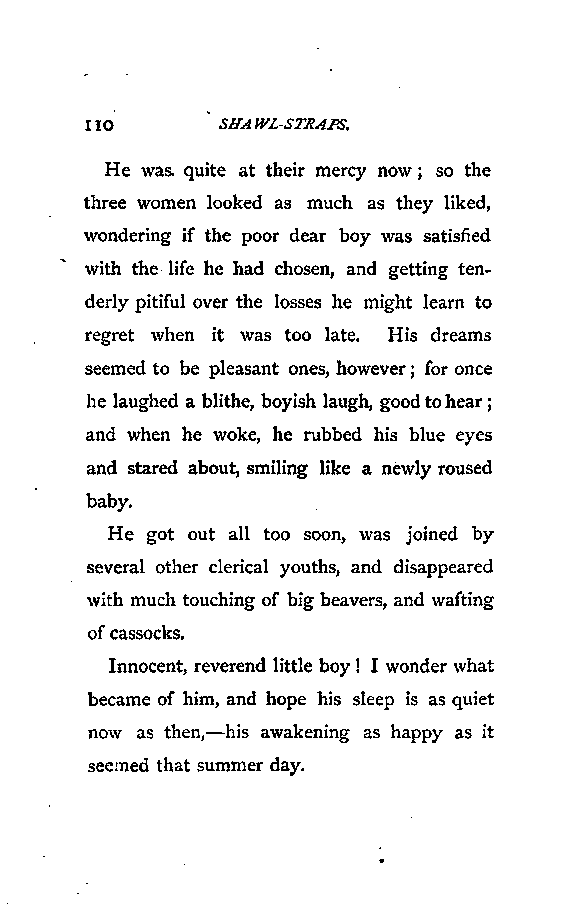 110 SHAWL-STRAPS.
He was quite at their mercy now ; so the
three women looked as much as they liked,
wondering if the poor dear boy was satisfied
with the life he had chosen, and getting ten-
derly pitiful over the losses he might learn to
regret when it was too late. His dreams
seemed to be pleasant ones, however ; for once
he laughed a blithe, boyish laugh, good to hear ;
and when he woke, he rubbed his blue eyes
and stared about, smiling like a newly roused
baby.
He got out all too soon, was joined by
several other clerical youths, and disappeared
with much touching of big beavers, and wafting
of cassocks.
Innocent, reverend little boy ! I wonder what
became of him, and hope his sleep is as quiet
now as then,—his awakening as happy as it
seemed that summer day.